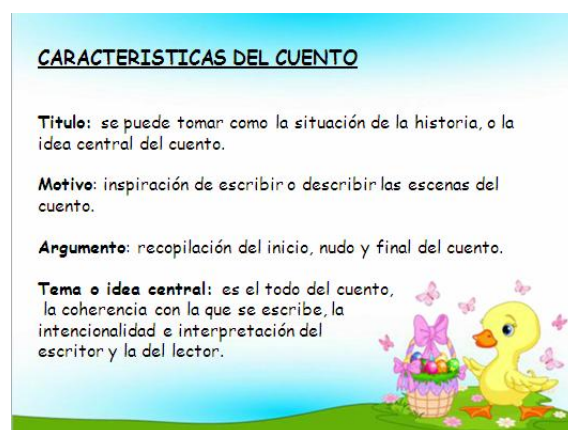 CARACTERISTICAS DEL CUENTO
Titulo: se puede tomar como la situación de la historia, o la
idea central del cuento.
Motivo: inspiración de escribir o describir las escenas del
cuento.
Argumento: recopilación del inicio, nudo y final del cuento.
Tema o idea central: es el todo del cuento,
la coherencia con la que se escribe, la
intencionalidad e interpretación del
escritor y la del lector.